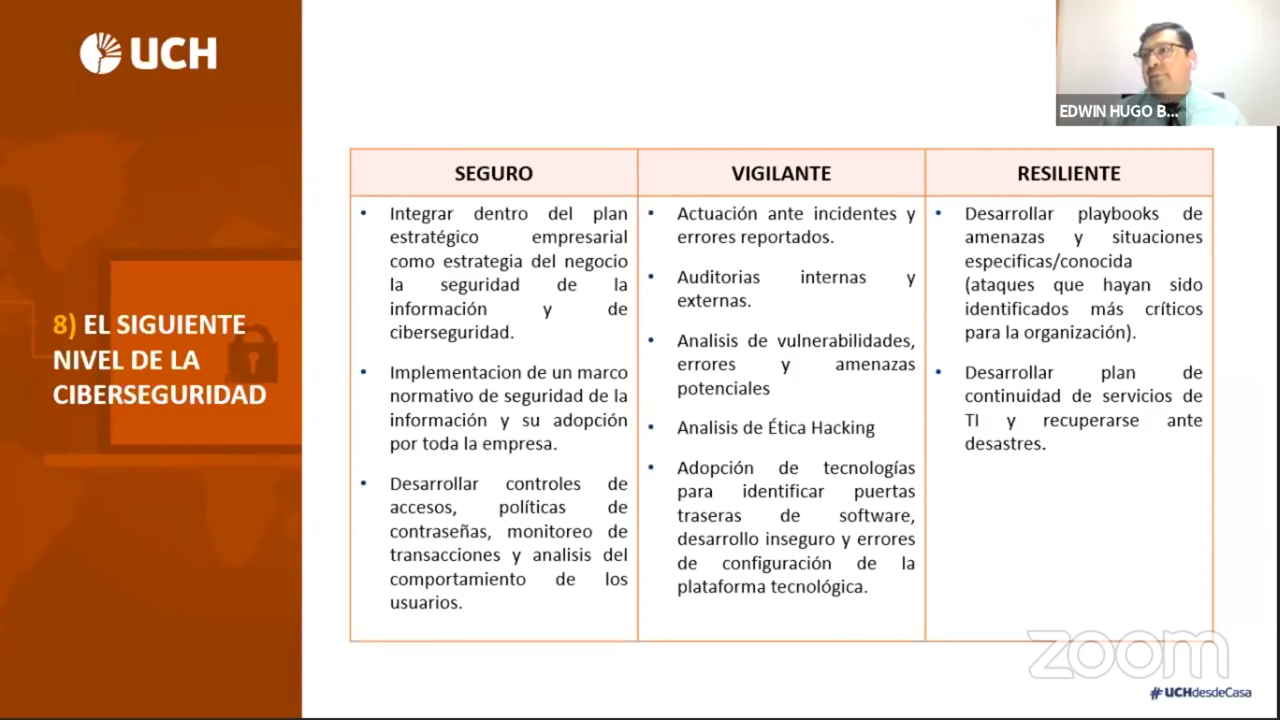 UCH
EDWIN HUGO B...
8) EL SIGUIENTE
NIVEL DE LA
CIBERSEGURIDAD
SEGURO
• Integrar dentro del plan
estratégico empresarial
como estrategia del negocio
la seguridad de la
información y de
ciberseguridad.
• Implementacion de un marco
normativo de seguridad de la
información y su adopción
por toda la empresa.
• Desarrollar controles de
accesos, políticas de
contraseñas, monitoreo de
transacciones y analisis del
comportamiento de los
usuarios.
VIGILANTE
• Actuación ante incidentes y
errores reportados.
• Auditorias internas y
externas.
• Analisis de vulnerabilidades,
errores y amenazas
potenciales
• Analisis de Ética Hacking
• Adopción de tecnologías
para identificar puertas
traseras de software,
desarrollo inseguro y errores
de configuración de la
plataforma tecnológica.
RESILIENTE
• Desarrollar playbooks de
amenazas y situaciones
especificas/conocida
(ataques que hayan sido
identificados más críticos
para la organización).
• Desarrollar plan de
continuidad de servicios de
TI y recuperarse ante
desastres.
zoom
#UCHdesdeCasa